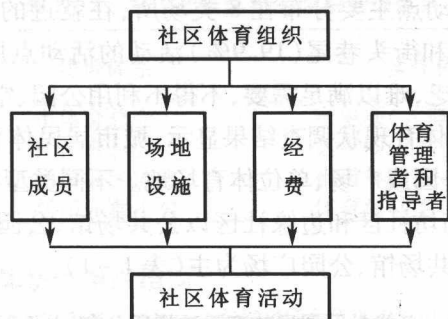 社区体育组织
社区
成员
场地
设施
经
费
体育
管理
者和
指导者
社区体育活动